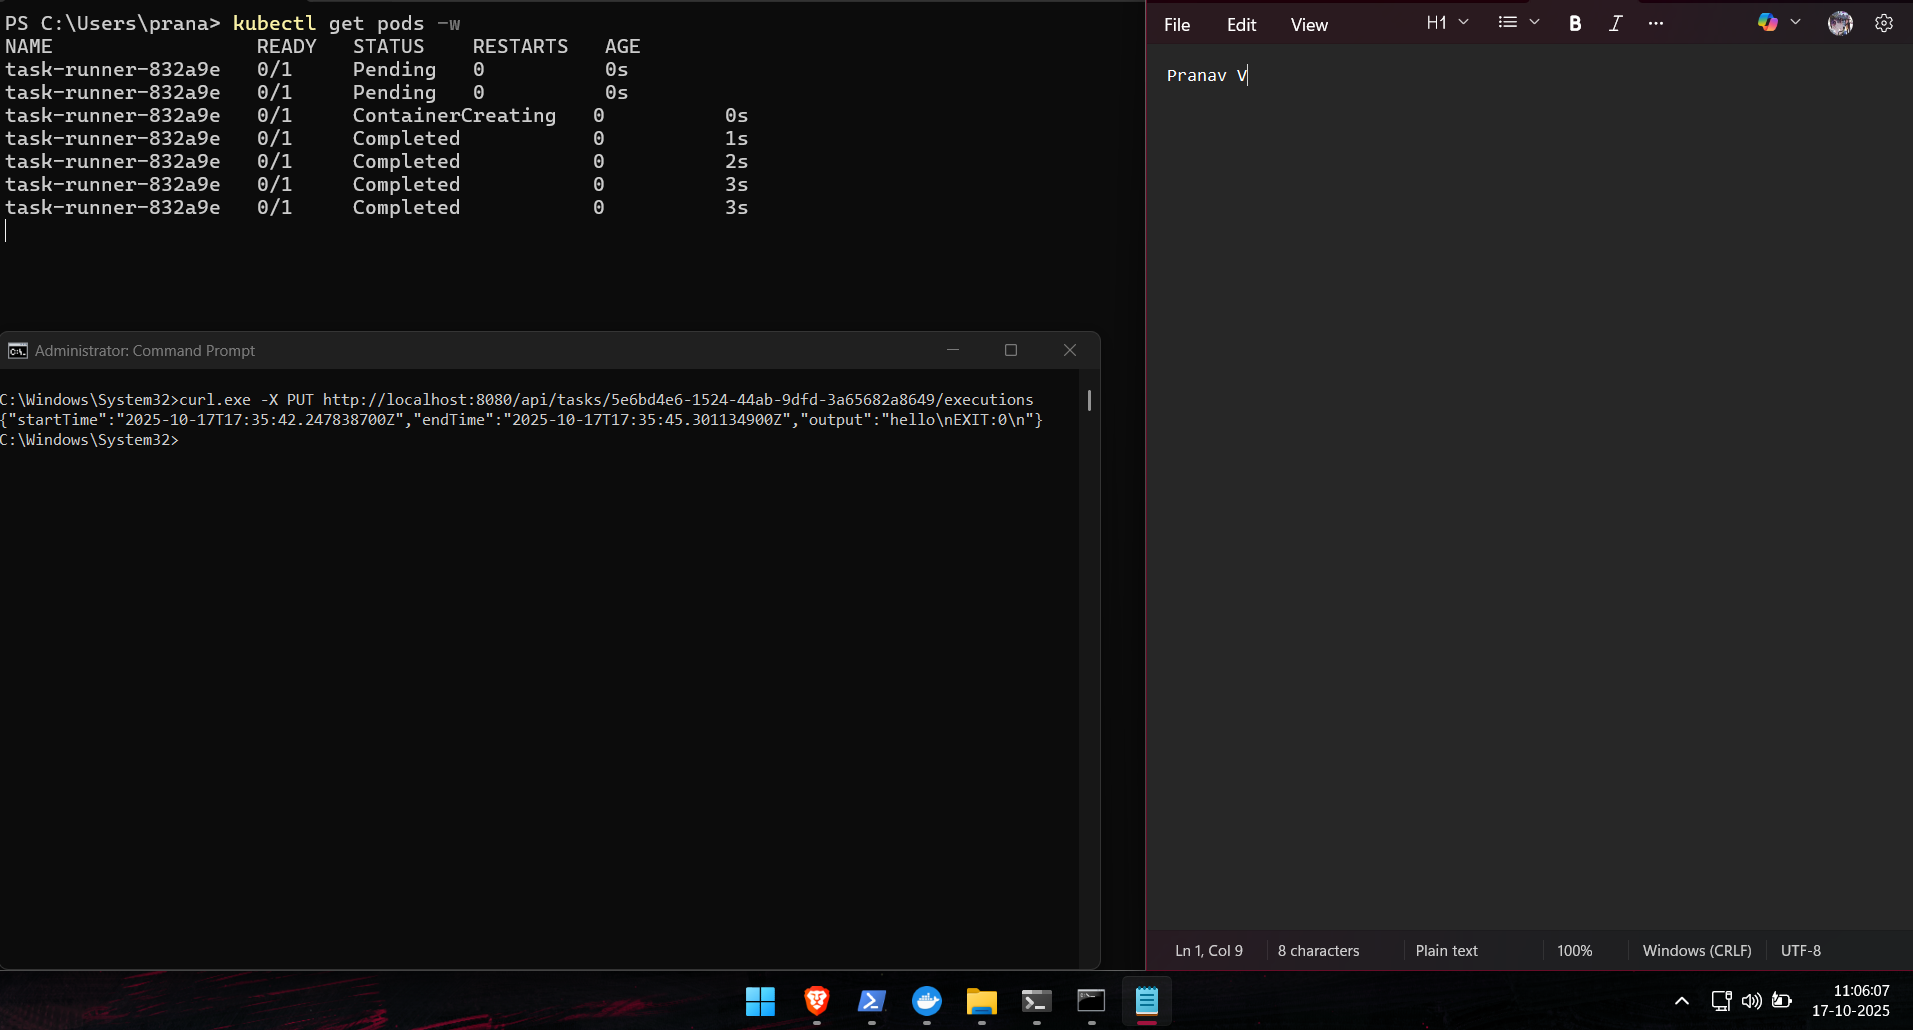 PS C:\Users\prana> kubectl get pods -w
NAME READY STATUS RESTARTS AGE
task-runner-832a9e 0/1 Pending 0 0s
task-runner-832a9e 0/1 Pending 0 0s
task-runner-832a9e 0/1 ContainerCreating 0 0s
task-runner-832a9e 0/1 Completed 0 1s
task-runner-832a9e 0/1 Completed 0 2s
task-runner-832a9e 0/1 Completed 0 3s
task-runner-832a9e 0/1 Completed 0 3s
Administrator: Command Prompt
C:\Windows\System32>curl.exe -X PUT http://localhost:8080/api/tasks/5e6bd4e6-1524-44ab-9dfd-3a65682a8649/executions
{"startTime":"2025-10-17T17:35:42.247838700Z","endTime":"2025-10-17T17:35:45.301134900Z","output":"hello\nEXIT:0\n"}
C:\Windows\System32>
File Edit View H1 B I ...
Pranav V
Ln 1, Col 9 8 characters Plain text 100% Windows (CRLF) UTF-8
11:06:07
17-10-2025